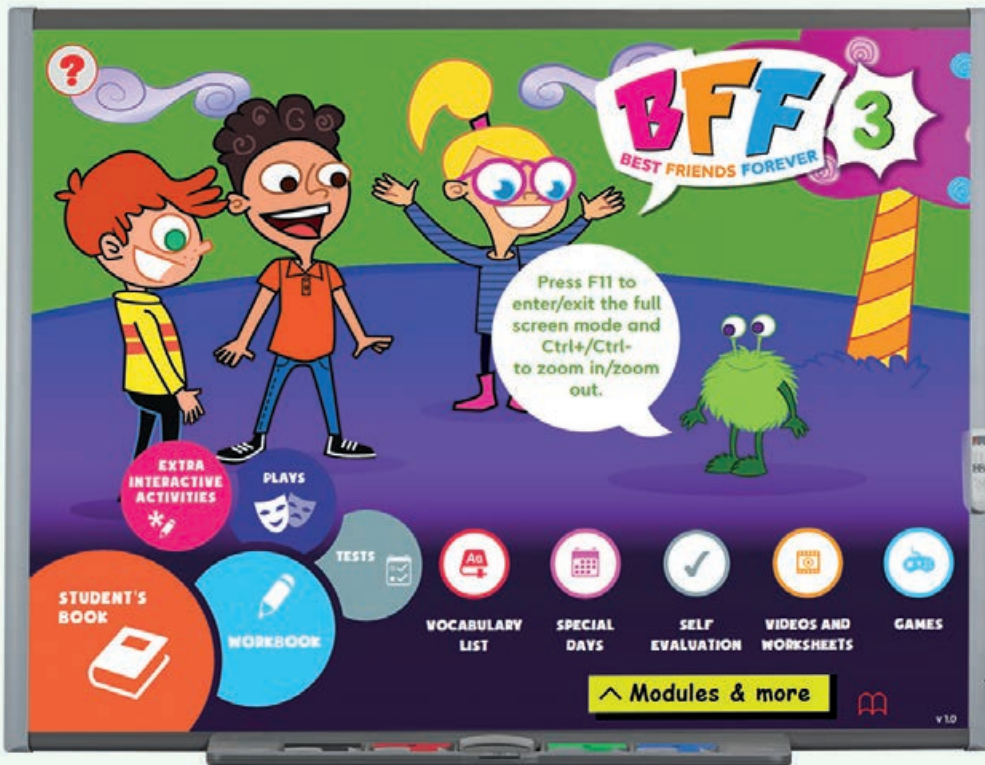 ?
BFF
3
BEST FRIENDS FOREVER
Press F11 to
enter/exit the full
screen mode and
Ctrl+/Ctrl-
to zoom in/zoom
out.
EXTRA
INTERACTIVE
ACTIVITIES
PLAYS
TESTS
STUDENT'S
BOOK
WORKBOOK
Aa
VOCABULARY
LIST
SPECIAL
DAYS
SELF
EVALUATION
VIDEOS AND
WORKSHEETS
GAMES
^ Modules & more
v 1.0